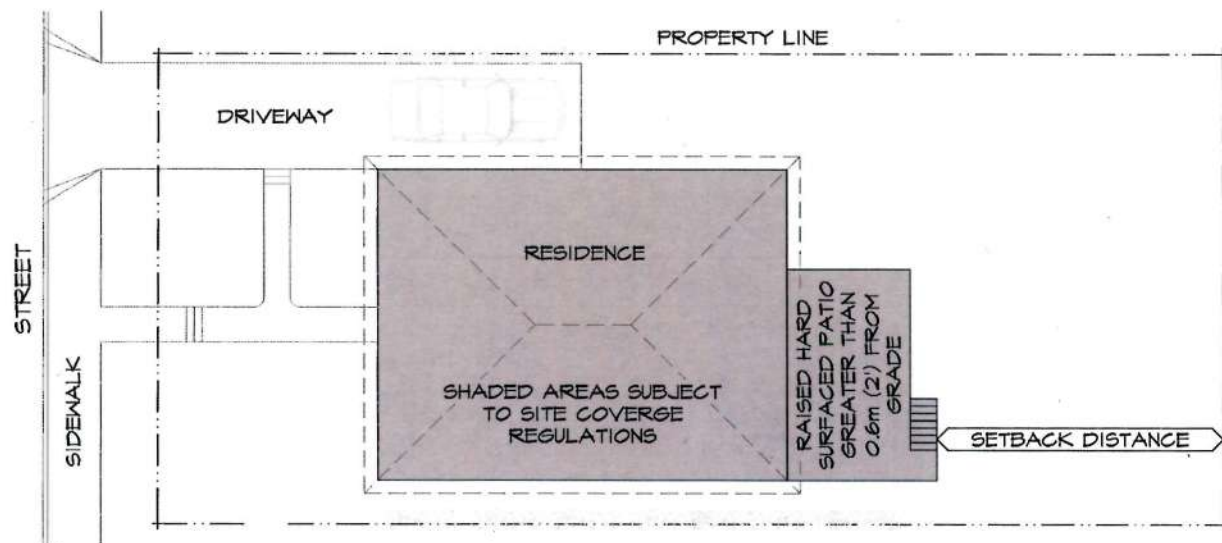 PROPERTY LINE
DRIVEWAY
STREET
SIDEWALK
RESIDENCE
SHADED AREAS SUBJECT
TO SITE COVERGE
REGULATIONS
RAISED HARD
SURFACED PATIO
GREATER THAN
0.6m (2') FROM
GRADE
SETBACK DISTANCE